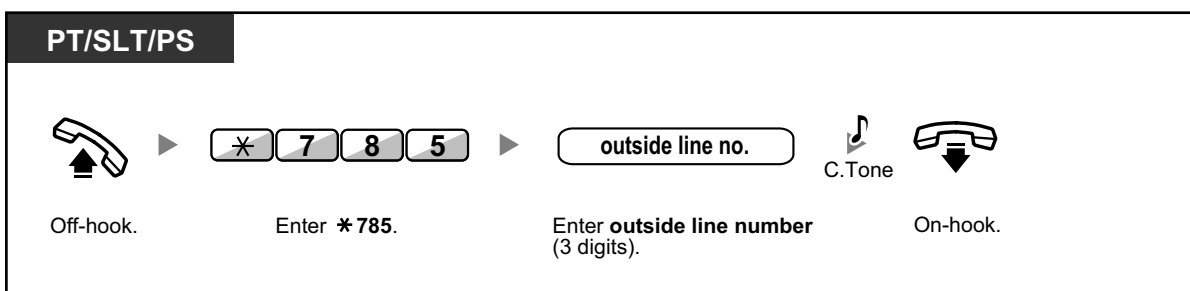 PT/SLT/PS
* 7 8 5
outside line no.
C.Tone
Off-hook.
Enter *785.
Enter outside line number
(3 digits).
On-hook.